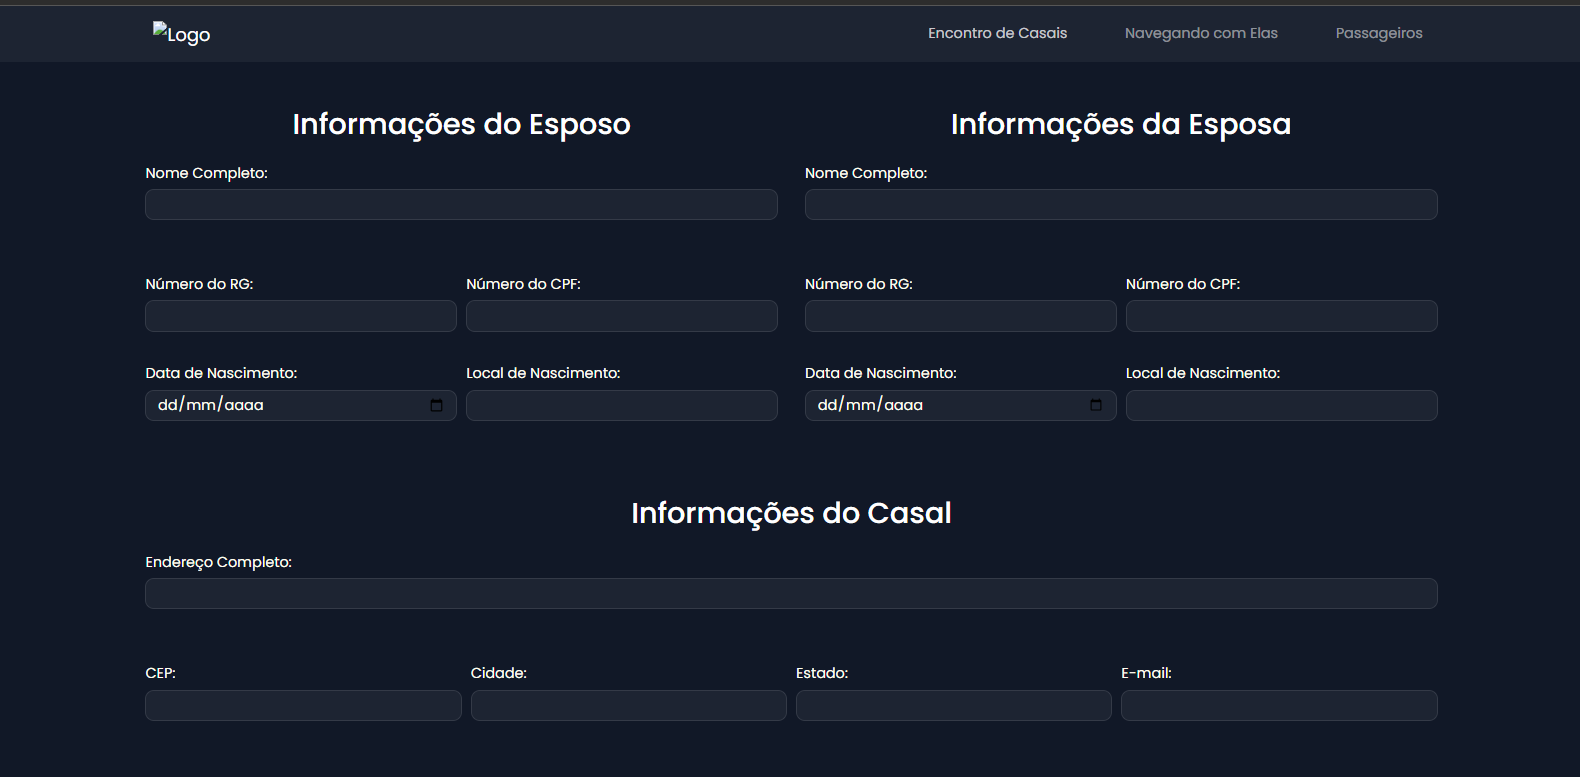 Logo
Encontro de Casais
Navegando com Elas
Passageiros
Informações do Esposo
Nome Completo:
Número do RG:
Número do CPF:
Data de Nascimento:
Local de Nascimento:
dd/mm/aaaa
Informações da Esposa
Nome Completo:
Número do RG:
Número do CPF:
Data de Nascimento:
Local de Nascimento:
dd/mm/aaaa
Informações do Casal
Endereço Completo:
CEP:
Cidade:
Estado:
E-mail: